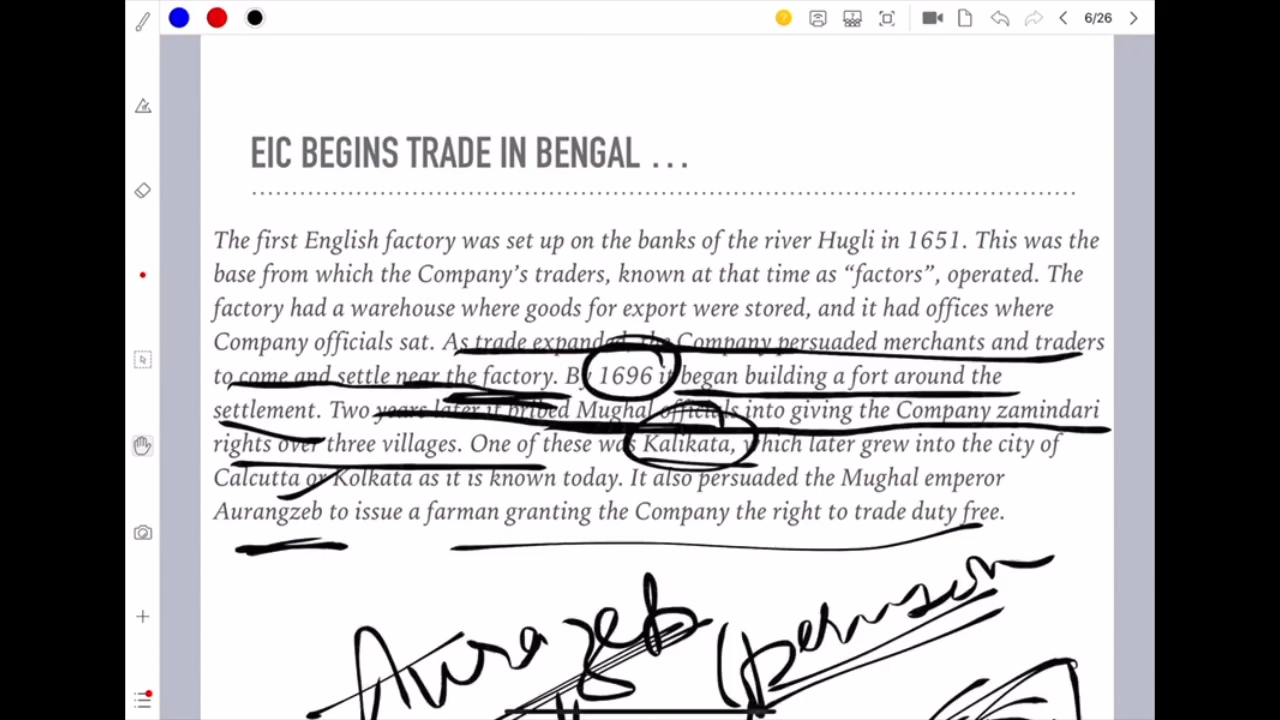 6/26
EIC BEGINS TRADE IN BENGAL ...
The first English factory was set up on the banks of the river Hugli in 1651. This was the
base from which the Company's traders, known at that time as “factors”, operated. The
factory had a warehouse where goods for export were stored, and it had offices where
Company officials sat. As trade expanded, the Company persuaded merchants and traders
to come and settle near the factory. By 1696 it began building a fort around the
settlement. Two years later it bribed Mughal officials into giving the Company zamindari
rights over three villages. One of these was Kalikata, which later grew into the city of
Calcutta or Kolkata as it is known today. It also persuaded the Mughal emperor
Aurangzeb to issue a farman granting the Company the right to trade duty free.
Aurazeb